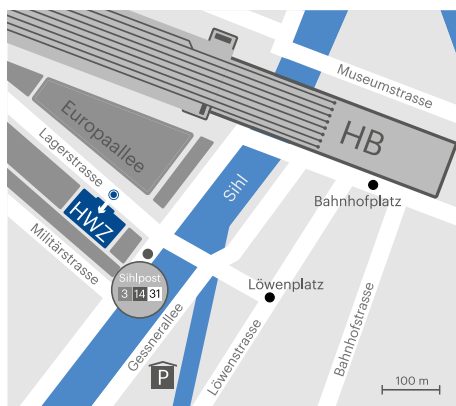 Museumstrasse
HB
Europaallee
Lagerstrasse
Sihl
Bahnhofplatz
HWZ
Militärstrasse
Sihlpost
3 14 31
Löwenplatz
Gessnerallee
Löwenstrasse
Bahnhofstrasse
P
100 m